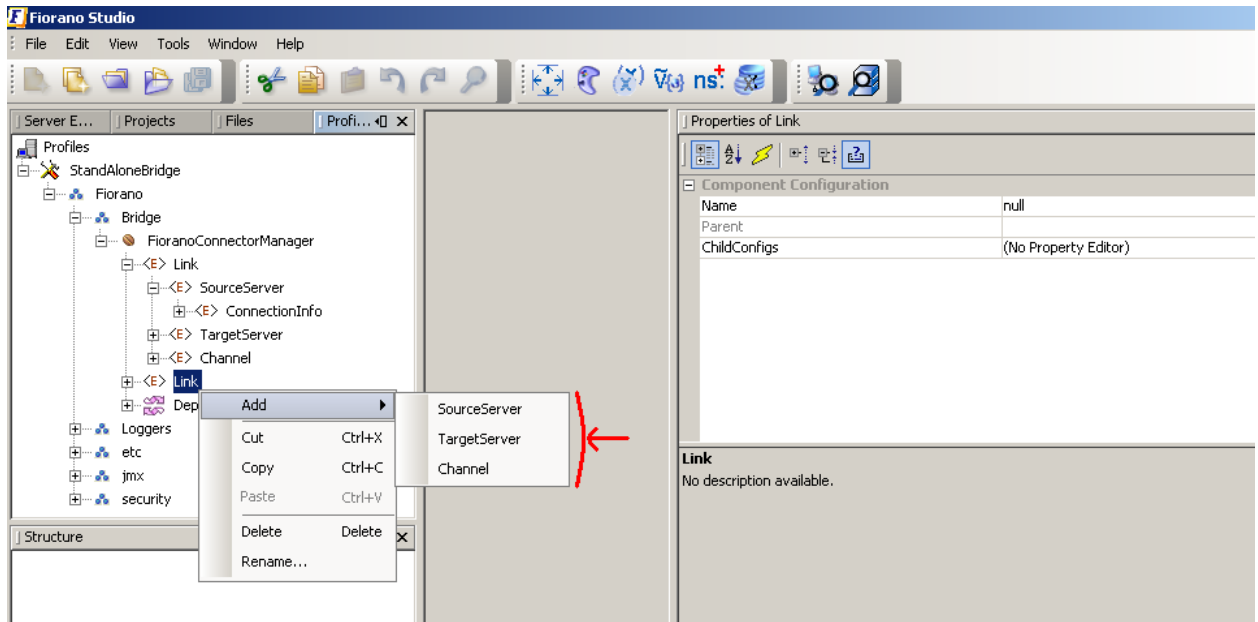 Fiorano Studio
File Edit View Tools Window Help
ns:
Server E... Projects Files Profi...
Profiles
StandAloneBridge
Fiorano
Bridge
FioranoConnectorManager
<E> Link
<E> SourceServer
<E> ConnectionInfo
<E> TargetServer
<E> Channel
<E> Link
Dep
Loggers
etc
jmx
security
Add
Cut Ctrl+X
Copy Ctrl+C
Paste Ctrl+V
Delete Delete
Rename...
SourceServer
TargetServer
Channel
Structure
Properties of Link
Component Configuration
Name null
Parent
ChildConfigs (No Property Editor)
Link
No description available.